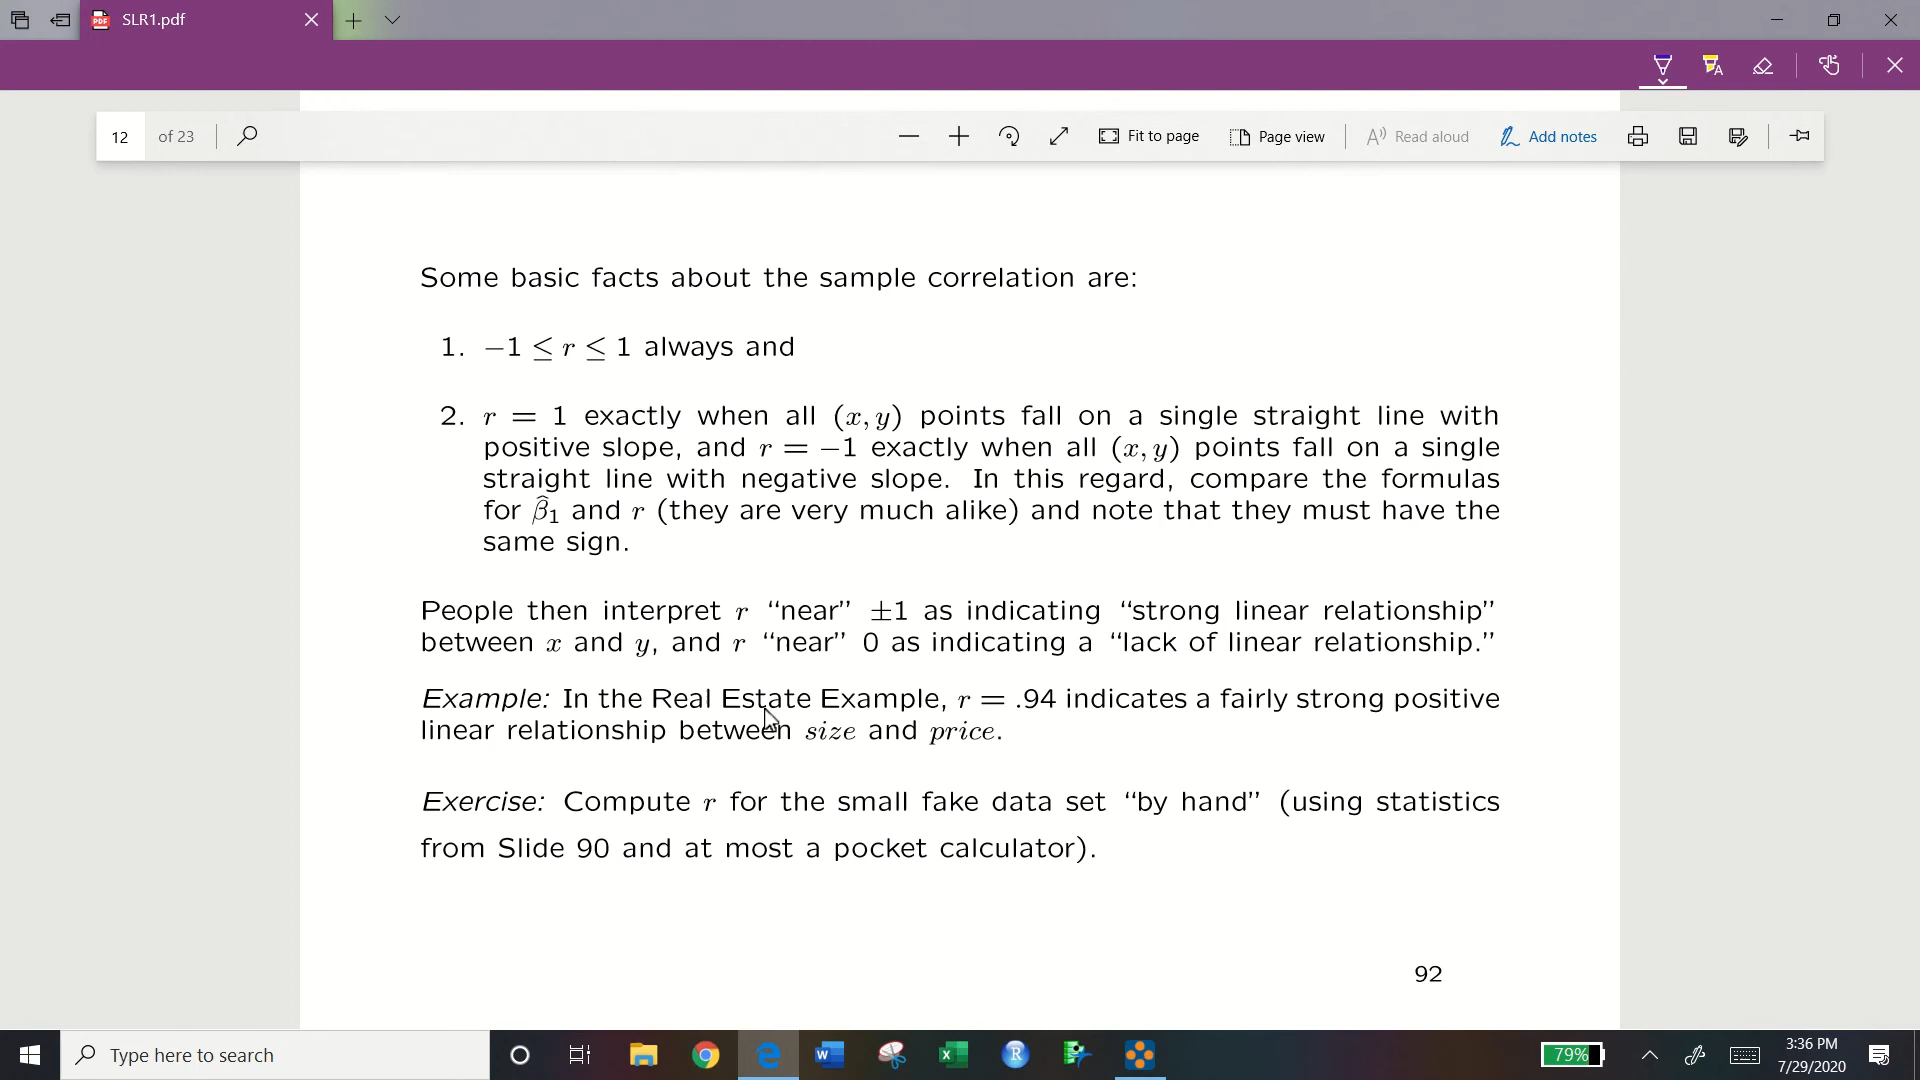 SLR1.pdf
12 of 23
Fit to page
Page view
Read aloud
Add notes
Some basic facts about the sample correlation are:
1. −1 ≤ r ≤ 1 always and
2. r = 1 exactly when all (x, y) points fall on a single straight line with
positive slope, and r = −1 exactly when all (x, y) points fall on a single
straight line with negative slope. In this regard, compare the formulas
for β̂₁ and r (they are very much alike) and note that they must have the
same sign.
People then interpret r “near” ±1 as indicating “strong linear relationship”
between x and y, and r “near” 0 as indicating a “lack of linear relationship.”
Example: In the Real Estate Example, r = .94 indicates a fairly strong positive
linear relationship between size and price.
Exercise: Compute r for the small fake data set “by hand” (using statistics
from Slide 90 and at most a pocket calculator).
92
Type here to search
79%
3:36 PM
7/29/2020